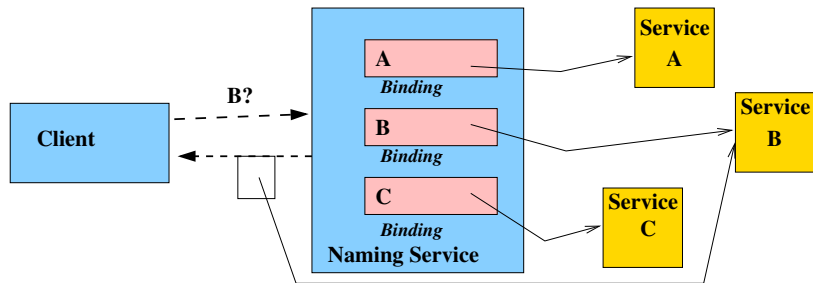 Client
B?
A
Binding
B
Binding
C
Binding
Naming Service
Service
A
Service
B
Service
C